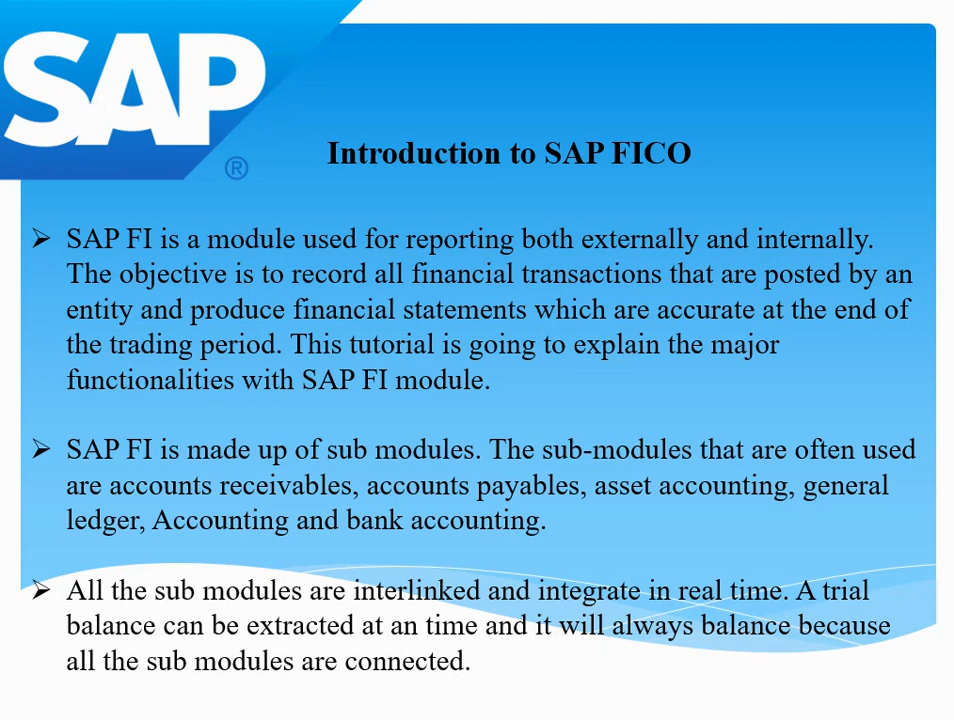 SAP
®
Introduction to SAP FICO
➢ SAP FI is a module used for reporting both externally and internally.
The objective is to record all financial transactions that are posted by an
entity and produce financial statements which are accurate at the end of
the trading period. This tutorial is going to explain the major
functionalities with SAP FI module.
➢ SAP FI is made up of sub modules. The sub-modules that are often used
are accounts receivables, accounts payables, asset accounting, general
ledger, Accounting and bank accounting.
➢ All the sub modules are interlinked and integrate in real time. A trial
balance can be extracted at an time and it will always balance because
all the sub modules are connected.